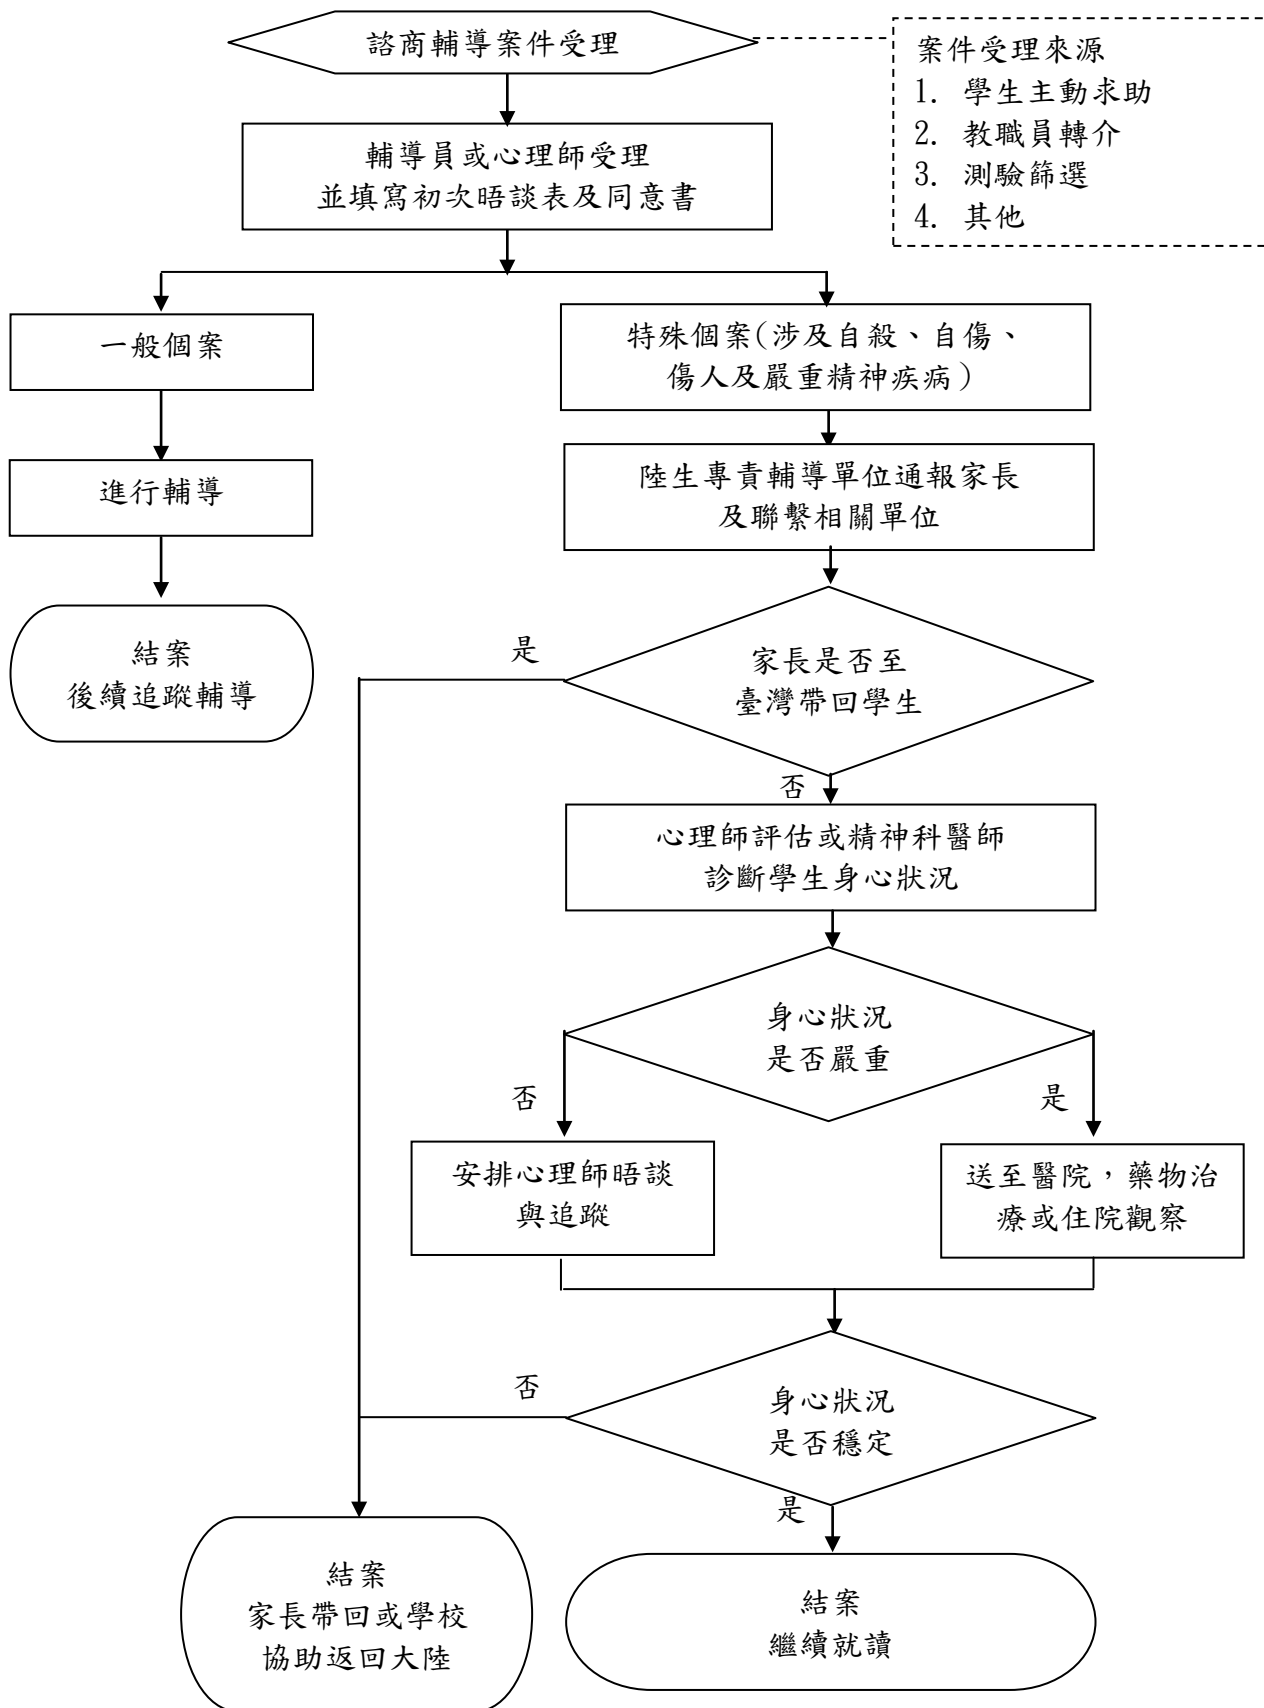 諮商輔導案件受理
案件受理來源
1. 學生主動求助
2. 教職員轉介
3. 測驗篩選
4. 其他
輔導員或心理師受理
並填寫初次晤談表及同意書
一般個案
特殊個案(涉及自殺、自傷、
傷人及嚴重精神疾病)
進行輔導
陸生專責輔導單位通報家長
及聯繫相關單位
結案
後續追蹤輔導
是
家長是否至
臺灣帶回學生
否
心理師評估或精神科醫師
診斷學生身心狀況
身心狀況
是否嚴重
否
是
安排心理師晤談
與追蹤
送至醫院，藥物治
療或住院觀察
否
身心狀況
是否穩定
是
結案
家長帶回或學校
協助返回大陸
結案
繼續就讀